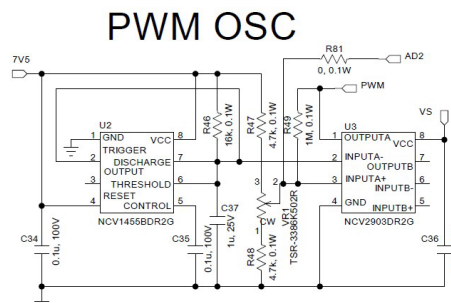 PWM OSC
7V5
R81
0, 0.1W
AD2
PWM
VS
U2
1 GND VCC 8
TRIGGER
2 DISCHARGE 7
OUTPUT
3 THRESHOLD 6
RESET
4 CONTROL 5
NCV1455BDR2G
R46
16k, 0.1W
R47
4.7k, 0.1W
R49
1M, 0.1W
U3
1 OUTPUTA VCC 8
2 INPUTA- OUTPUTB 7
3 INPUTA+ INPUTB- 6
4 GND INPUTB+ 5
NCV2903DR2G
3
2
1
CW
VR1
TSR-3386K502R
C37
1u, 25V
R48
4.7k, 0.1W
C34
0.1u, 100V
C35
0.1u, 100V
C36